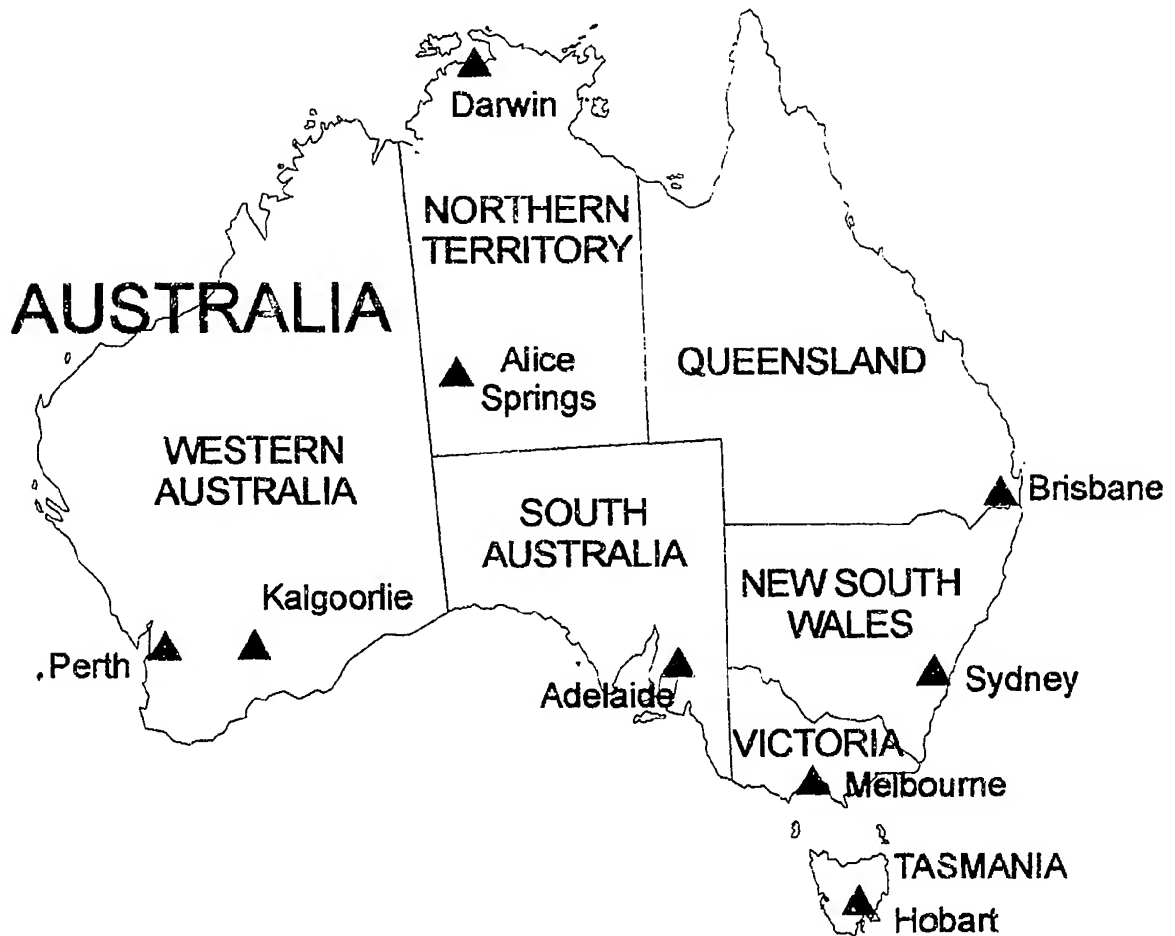 Darwin
NORTHERN
TERRITORY
AUSTRALIA
Alice
Springs
QUEENSLAND
WESTERN
AUSTRALIA
Brisbane
SOUTH
AUSTRALIA
NEW SOUTH
WALES
Kalgoorlie
Perth
Adelaide
Sydney
VICTORIA
Melbourne
TASMANIA
Hobart